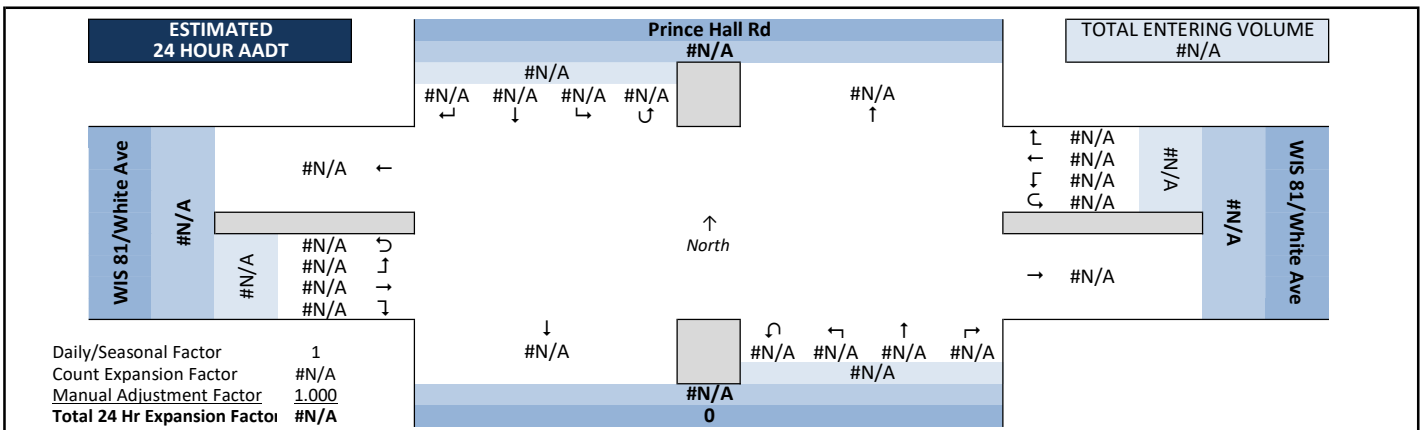 ESTIMATED
24 HOUR AADT
Prince Hall Rd
#N/A
TOTAL ENTERING VOLUME
#N/A
#N/A
#N/A #N/A #N/A #N/A
#N/A
WIS 81/White Ave
#N/A
#N/A
#N/A
#N/A
#N/A
#N/A
#N/A
#N/A
#N/A
#N/A
#N/A
WIS 81/White Ave
North
#N/A
#N/A
#N/A
#N/A
#N/A
#N/A
#N/A #N/A #N/A #N/A
#N/A
#N/A
0
Daily/Seasonal Factor 1
Count Expansion Factor #N/A
Manual Adjustment Factor 1.000
Total 24 Hr Expansion Factor #N/A